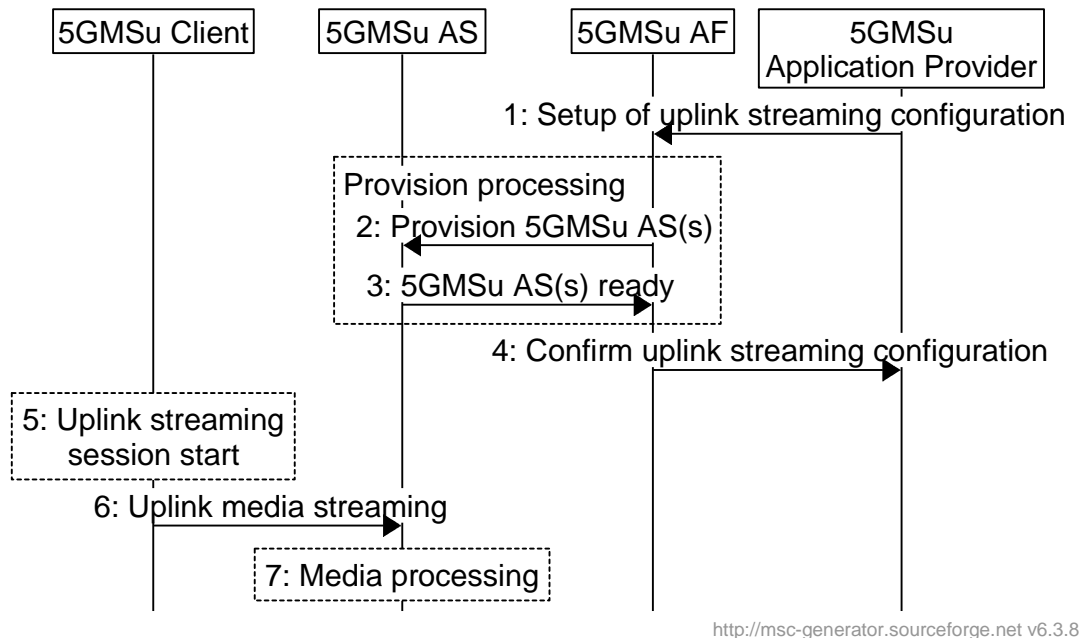 5GMSu Client
5GMSu AS
5GMSu AF
5GMSu
Application Provider
1: Setup of uplink streaming configuration
Provision processing
2: Provision 5GMSu AS(s)
3: 5GMSu AS(s) ready
4: Confirm uplink streaming configuration
5: Uplink streaming
session start
6: Uplink media streaming
7: Media processing
http://msc-generator.sourceforge.net v6.3.8